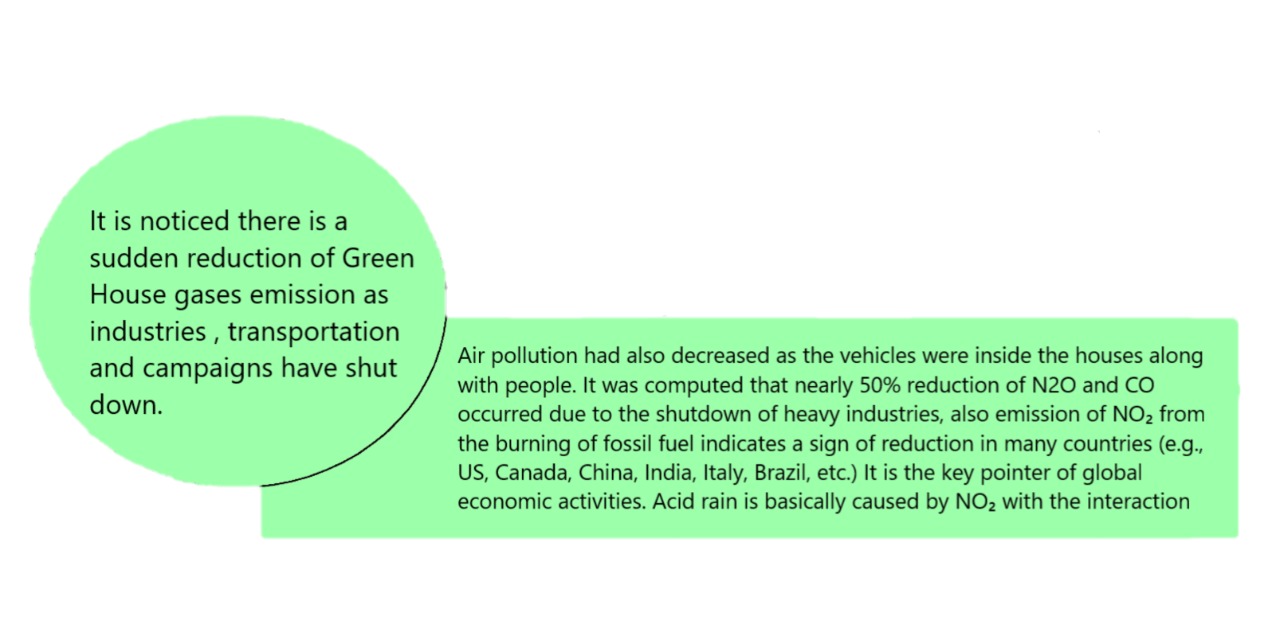 It is noticed there is a
sudden reduction of Green
House gases emission as
industries , transportation
and campaigns have shut
down.
Air pollution had also decreased as the vehicles were inside the houses along
with people. It was computed that nearly 50% reduction of N2O and CO
occurred due to the shutdown of heavy industries, also emission of NO₂ from
the burning of fossil fuel indicates a sign of reduction in many countries (e.g.,
US, Canada, China, India, Italy, Brazil, etc.) It is the key pointer of global
economic activities. Acid rain is basically caused by NO₂ with the interaction